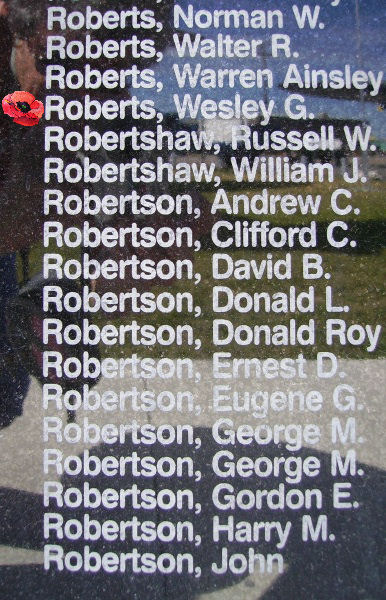 Roberts, Norman W.
Roberts, Walter R.
Roberts, Warren Ainsley
Roberts, Wesley G.
Robertshaw, Russell W.
Robertshaw, William J.
Robertson, Andrew C.
Robertson, Clifford C.
Robertson, David B.
Robertson, Donald L.
Robertson, Donald Roy
Robertson, Ernest D.
Robertson, Eugene G.
Robertson, George M.
Robertson, George M.
Robertson, Gordon E.
Robertson, Harry M.
Robertson, John